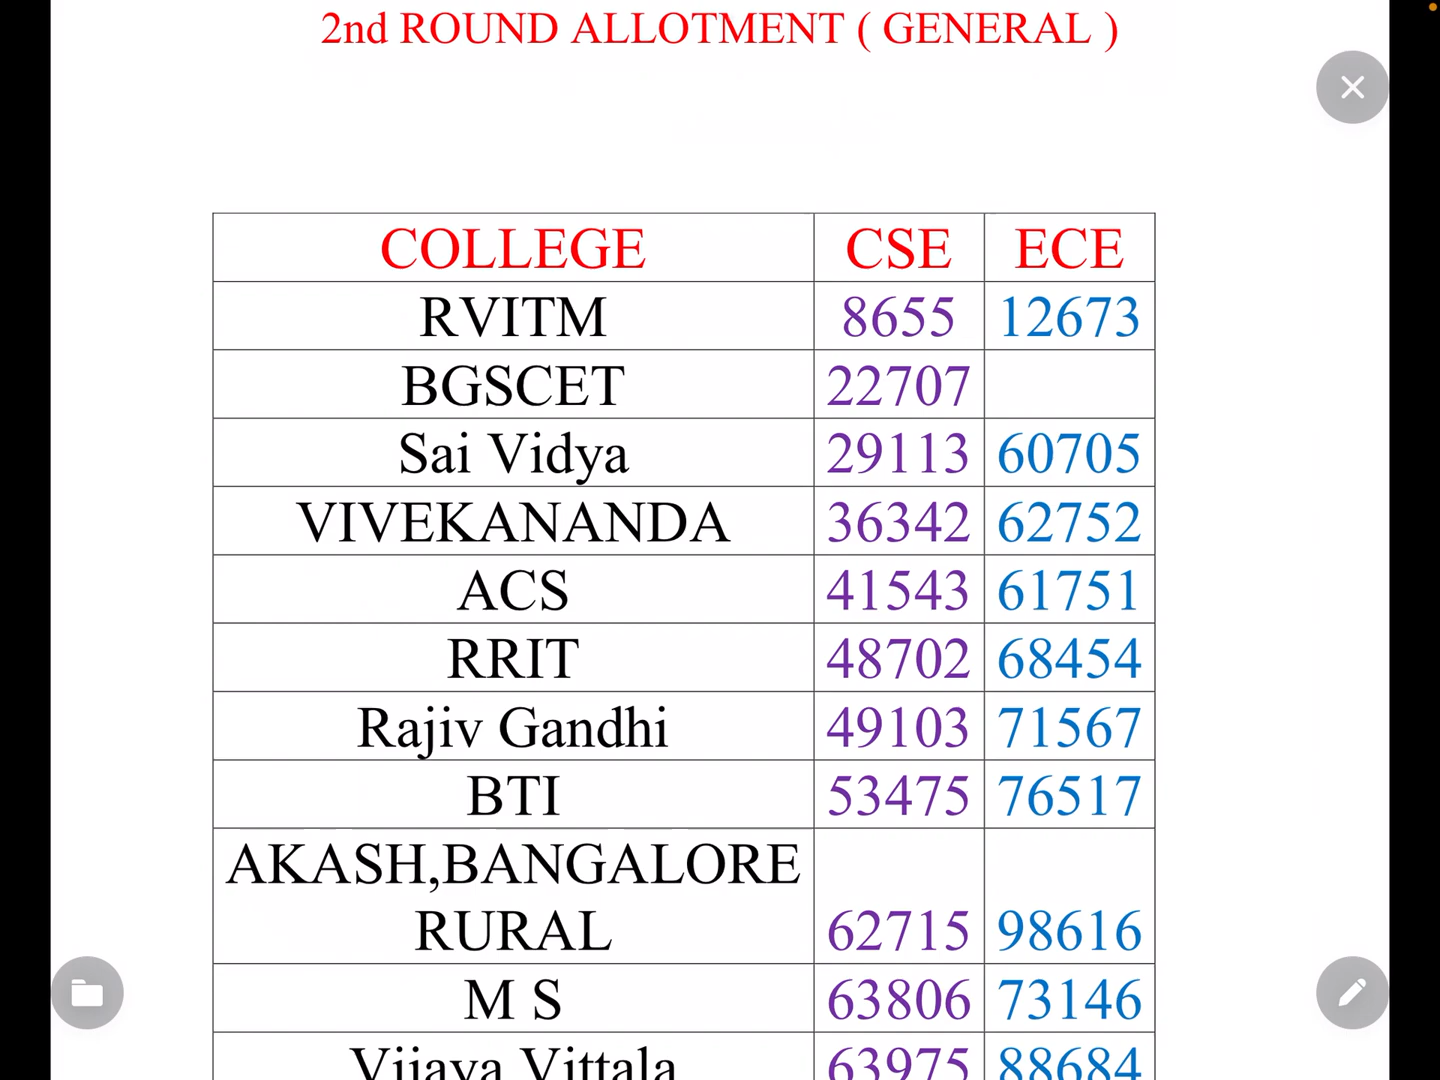 2nd ROUND ALLOTMENT ( GENERAL )
COLLEGE CSE ECE
RVITM 8655 12673
BGSCET 22707
Sai Vidya 29113 60705
VIVEKANANDA 36342 62752
ACS 41543 61751
RRIT 48702 68454
Rajiv Gandhi 49103 71567
BTI 53475 76517
AKASH,BANGALORE
RURAL 62715 98616
M S 63806 73146
Vijaya Vittala 63975 88684